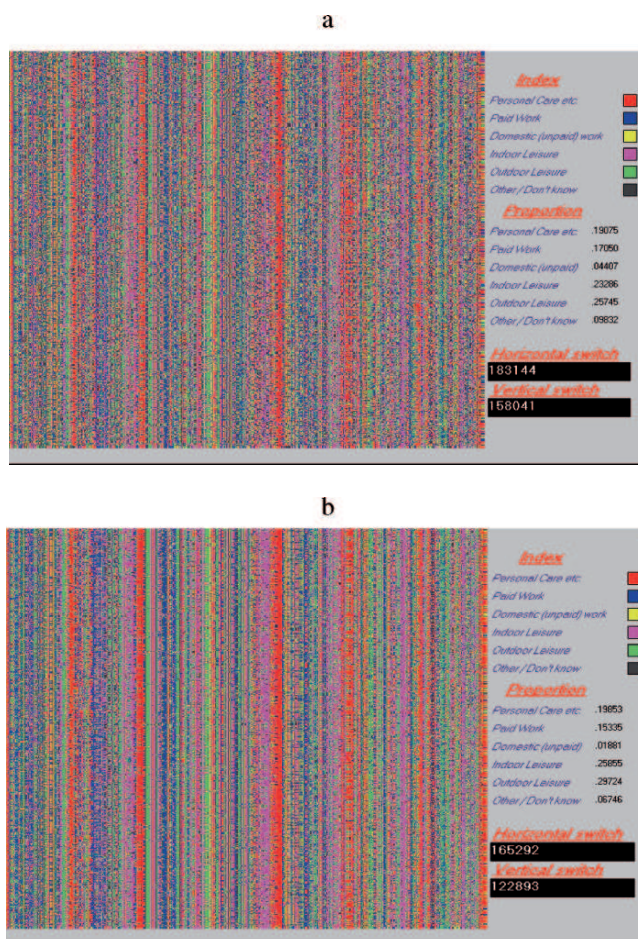 a
Index
Personal Care etc.
Paid Work
Domestic (unpaid) work
Indoor Leisure
Outdoor Leisure
Other / Don't know
Proportion
Personal Care etc. .19075
Paid Work .17050
Domestic (unpaid) .04407
Indoor Leisure .23286
Outdoor Leisure .25745
Other / Don't know .09832
Horizontal switch
183144
Vertical switch
158041
b
Index
Personal Care etc.
Paid Work
Domestic (unpaid) work
Indoor Leisure
Outdoor Leisure
Other / Don't know
Proportion
Personal Care etc. .19853
Paid Work .15335
Domestic (unpaid) .01881
Indoor Leisure .25855
Outdoor Leisure .29724
Other / Don't know .06746
Horizontal switch
165292
Vertical switch
122893